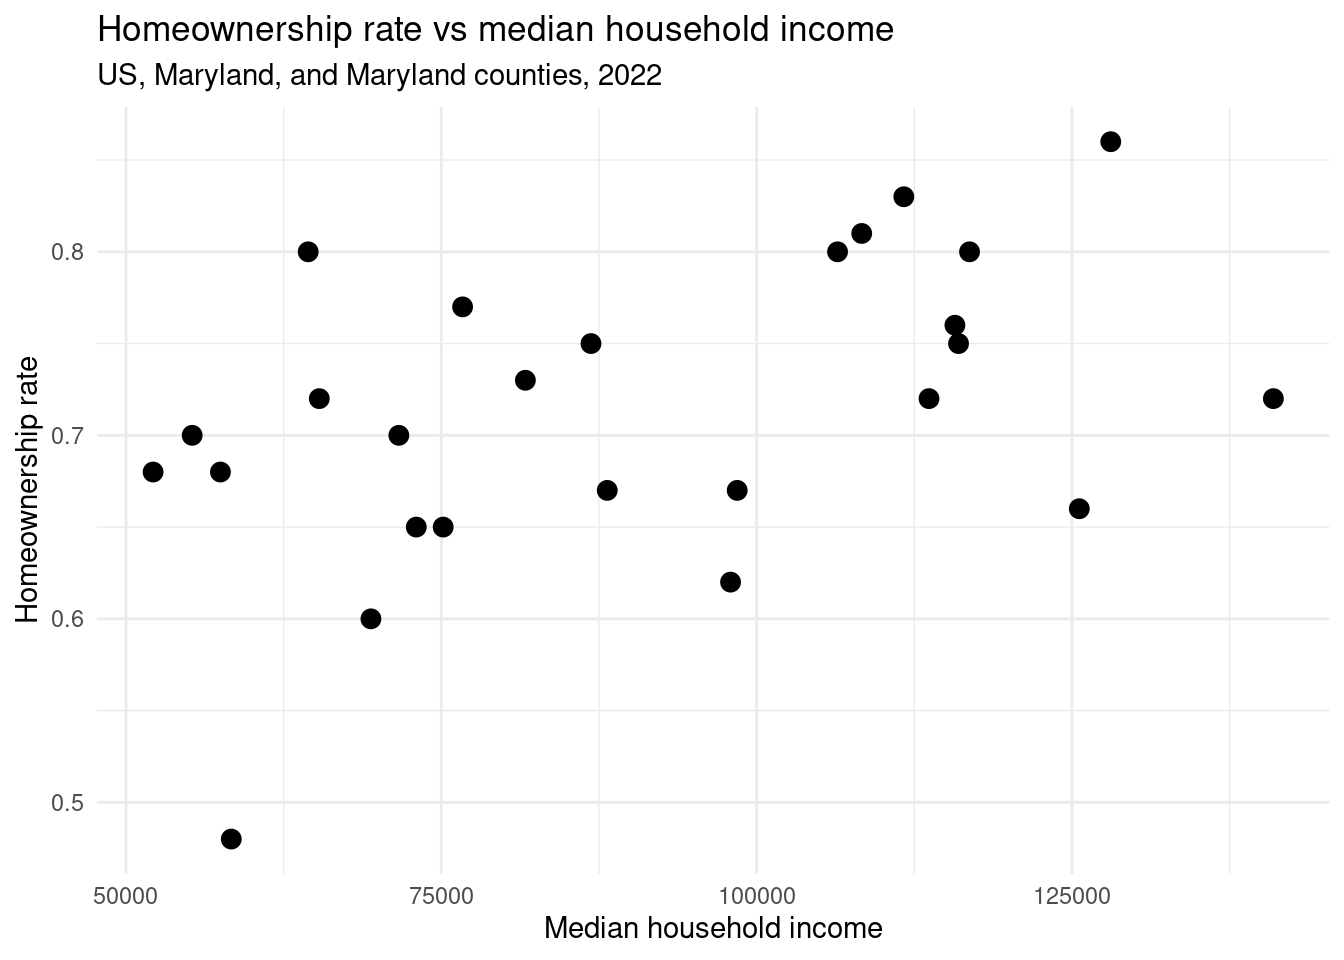 Homeownership rate vs median household income
US, Maryland, and Maryland counties, 2022
Homeownership rate
0.8
0.7
0.6
0.5
50000
75000
100000
125000
Median household income